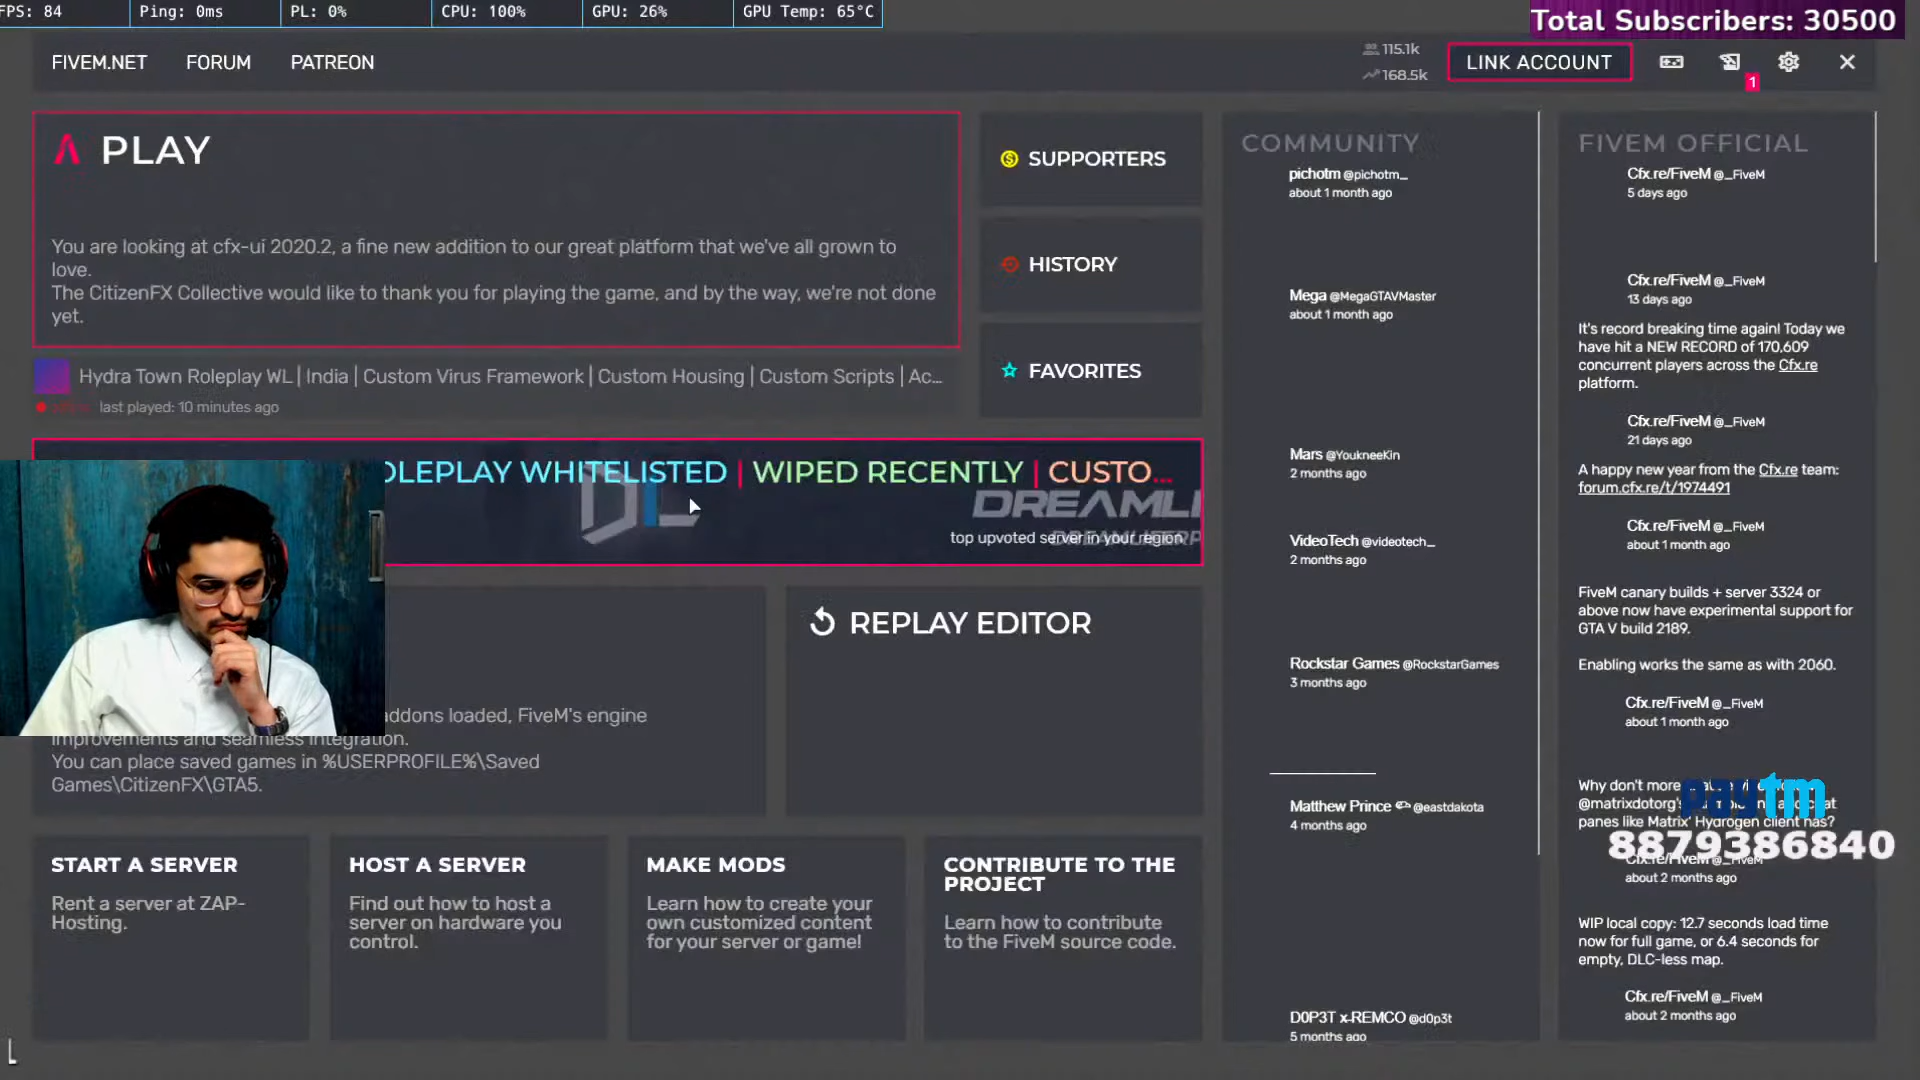 FPS: 84
Ping: 0ms
PL: 0%
CPU: 100%
GPU: 26%
GPU Temp: 65°C
Total Subscribers: 30500
FIVEM.NET
FORUM
PATREON
115.1k
168.5k
LINK ACCOUNT
1
PLAY
You are looking at cfx-ui 2020.2, a fine new addition to our great platform that we've all grown to
love.
The CitizenFX Collective would like to thank you for playing the game, and by the way, we're not done
yet.
Hydra Town Roleplay WL | India | Custom Virus Framework | Custom Housing | Custom Scripts | Ac...
last played: 10 minutes ago
SUPPORTERS
HISTORY
FAVORITES
OLEPLAY WHITELISTED | WIPED RECENTLY | CUSTO...
DL
DREAMLI
top upvoted server in your region
REPLAY EDITOR
addons loaded, FiveM's engine
improvements and seamless integration.
You can place saved games in %USERPROFILE%\Saved
Games\CitizenFX\GTA5.
START A SERVER
Rent a server at ZAP-
Hosting.
HOST A SERVER
Find out how to host a
server on hardware you
control.
MAKE MODS
Learn how to create your
own customized content
for your server or game!
CONTRIBUTE TO THE
PROJECT
Learn how to contribute
to the FiveM source code.
COMMUNITY
pichotm @pichotm_
about 1 month ago
Mega @MegaGTAVMaster
about 1 month ago
Mars @YoukneeKin
2 months ago
VideoTech @videotech_
2 months ago
Rockstar Games @RockstarGames
3 months ago
Matthew Prince @eastdakota
4 months ago
D0P3T x-REMCO @d0p3t
5 months ago
FIVEM OFFICIAL
Cfx.re/FiveM @_FiveM
5 days ago
Cfx.re/FiveM @_FiveM
13 days ago
It's record breaking time again! Today we
have hit a NEW RECORD of 170,609
concurrent players across the Cfx.re
platform.
Cfx.re/FiveM @_FiveM
21 days ago
A happy new year from the Cfx.re team:
forum.cfx.re/t/1974491
Cfx.re/FiveM @_FiveM
about 1 month ago
FiveM canary builds + server 3324 or
above now have experimental support for
GTA V build 2189.
Enabling works the same as with 2060.
Cfx.re/FiveM @_FiveM
about 1 month ago
Why don't more
@matrixdotorg's
panes like Matrix' Hydrogen client has?
paytm
8879386840
Cfx.re/FiveM @_FiveM
about 2 months ago
WIP local copy: 12.7 seconds load time
now for full game, or 6.4 seconds for
empty, DLC-less map.
Cfx.re/FiveM @_FiveM
about 2 months ago